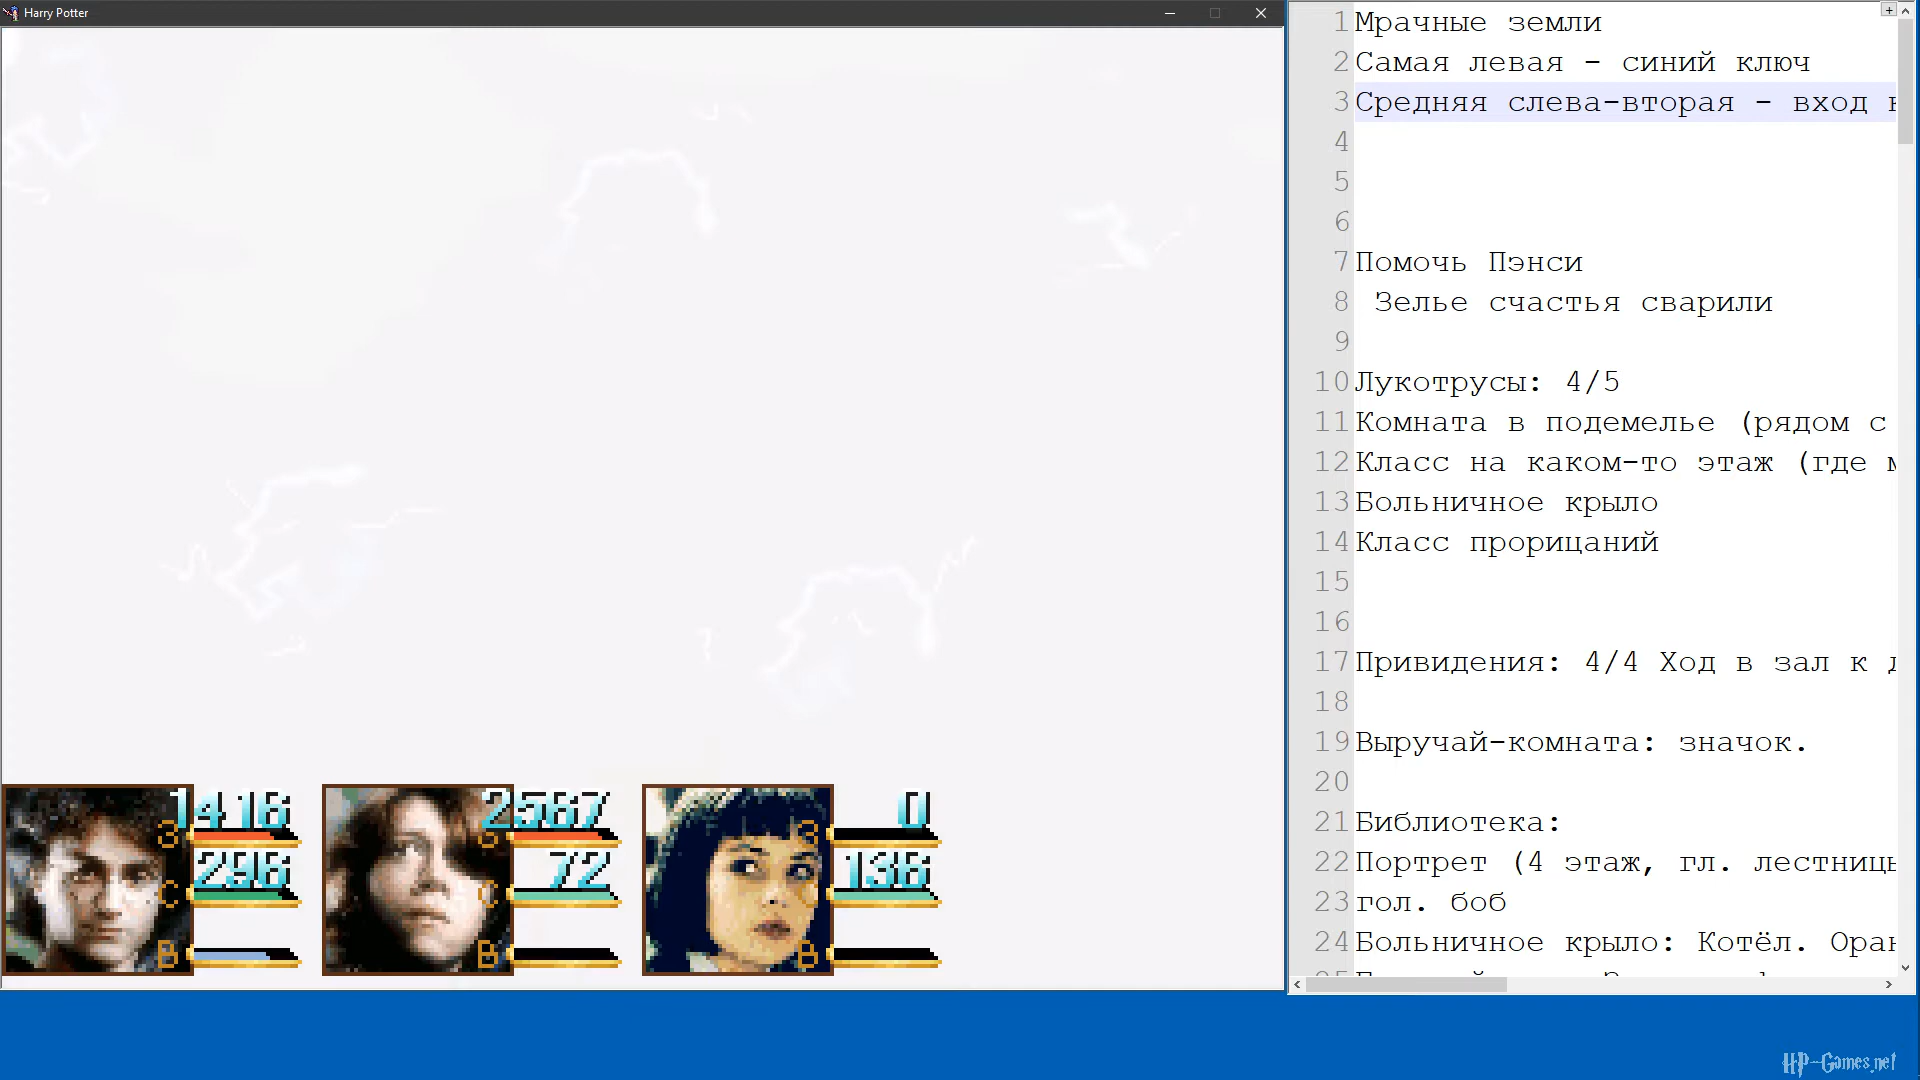 Harry Potter
1416
З
296
С
В
2567
72
С
В
0
З
136
В
1 Мрачные земли
2 Самая левая - синий ключ
3 Средняя слева-вторая - вход
4
5
6
7 Помочь Пэнси
8 Зелье счастья сварили
9
10 Лукотрусы: 4/5
11 Комната в подемелье (рядом с
12 Класс на каком-то этаж (где
13 Больничное крыло
14 Класс прорицаний
15
16
17 Привидения: 4/4 Ход в зал к
18
19 Выручай-комната: значок.
20
21 Библиотека:
22 Портрет (4 этаж, гл. лестницы
23 гол. боб
24 Больничное крыло: Котёл.
HP-Games.net